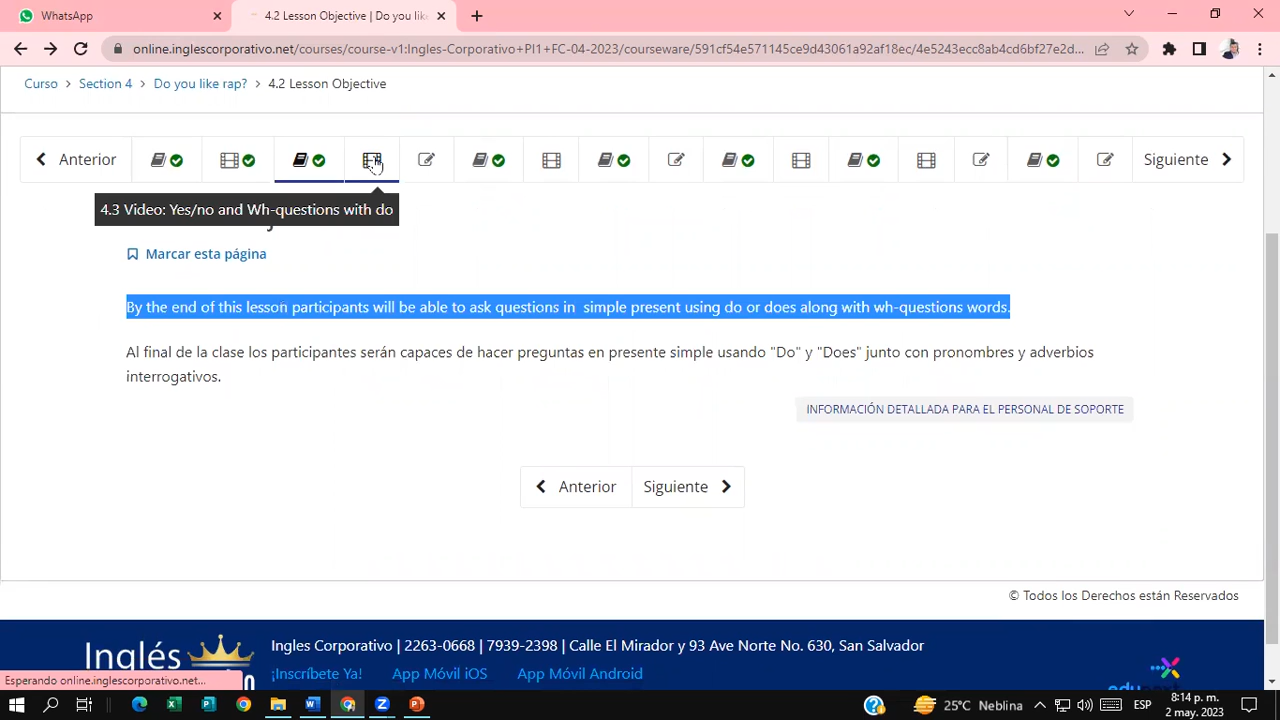 WhatsApp
4.2 Lesson Objective | Do you like
online.inglescorporativo.net/courses/course-v1:Ingles-Corporativo+PI1+FC-04-2023/courseware/591cf54e571145ce9d43061a92af18ec/4e5243ecc8ab4cd6bf27e2d...
Curso > Section 4 > Do you like rap? > 4.2 Lesson Objective
Anterior
Siguiente
4.3 Video: Yes/no and Wh-questions with do
Marcar esta página
By the end of this lesson participants will be able to ask questions in simple present using do or does along with wh-questions words.
Al final de la clase los participantes serán capaces de hacer preguntas en presente simple usando "Do" y "Does" junto con pronombres y adverbios
interrogativos.
INFORMACIÓN DETALLADA PARA EL PERSONAL DE SOPORTE
Anterior
Siguiente
© Todos los Derechos están Reservados
Inglés
Ingles Corporativo | 2263-0668 | 7939-2398 | Calle El Mirador y 93 Ave Norte No. 630, San Salvador
¡Inscríbete Ya! App Móvil iOS App Móvil Android
Esperando online.inglescorporativo.net...
25°C Neblina
ESP
8:14 p. m.
2 may. 2023